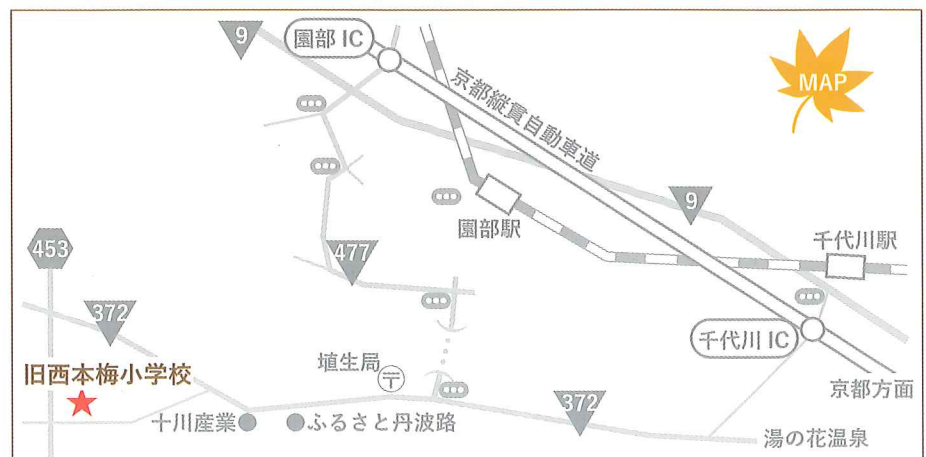 9
園部 IC
MAP
京都縦貫自動車道
9
園部駅
千代川駅
453
477
372
千代川 IC
旧西本梅小学校
埴生局
〒
京都方面
372
十川産業
ふるさと丹波路
湯の花温泉